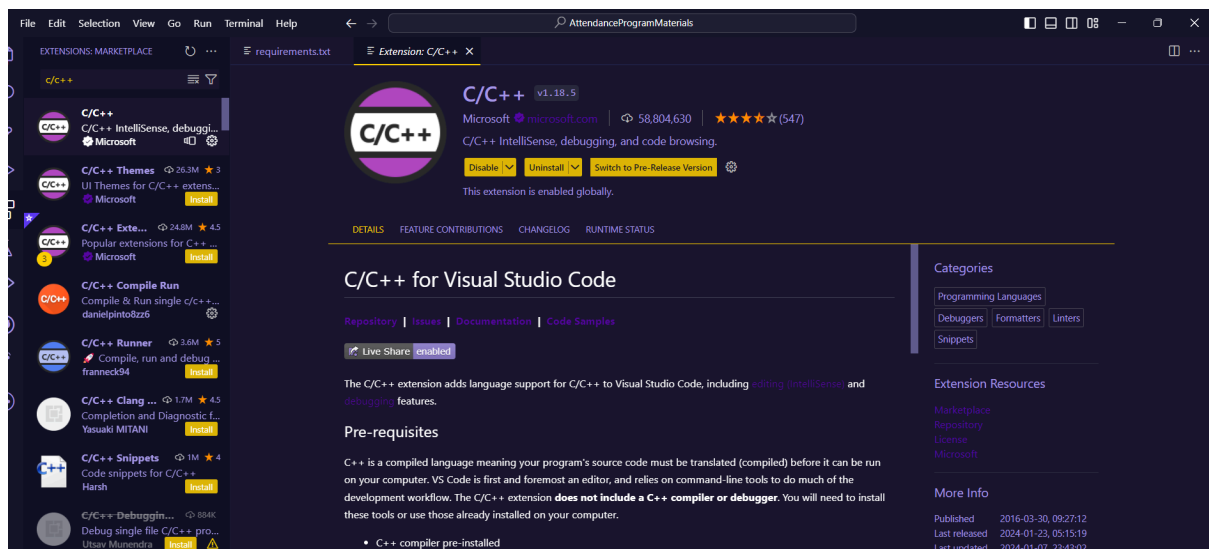 File Edit Selection View Go Run Terminal Help
AttendanceProgramMaterials
EXTENSIONS: MARKETPLACE
requirements.txt
Extension: C/C++
c/c++
C/C++
C/C++
C/C++ IntelliSense, debuggi...
Microsoft
C/C++
C/C++ Themes 26.3M ★ 3
UI Themes for C/C++ extens...
Microsoft
Install
C/C++
3
C/C++ Exte... 24.8M ★ 4.5
Popular extensions for C++ ...
Microsoft
Install
C/C++
C/C++ Compile Run
Compile & Run single c/c++...
danielpinto8zz6
C/C++
C/C++ Runner 3.6M ★ 5
🚀 Compile, run and debug ...
franneck94
Install
C/C++ Clang ... 1.7M ★ 4.5
Completion and Diagnostic f...
Yasuaki MITANI
Install
C++
C/C++ Snippets 1M ★ 4
Code snippets for C/C++
Harsh
Install
C/C++ Debuggin... 884K
Debug single file C/C++ pro...
Utsav Munendra
Install
C/C++
C/C++ v1.18.5
Microsoft microsoft.com | 58,804,630 | ★★★★☆(547)
C/C++ IntelliSense, debugging, and code browsing.
Disable Uninstall Switch to Pre-Release Version
This extension is enabled globally.
DETAILS FEATURE CONTRIBUTIONS CHANGELOG RUNTIME STATUS
C/C++ for Visual Studio Code
Repository | Issues | Documentation | Code Samples
Live Share enabled
The C/C++ extension adds language support for C/C++ to Visual Studio Code, including editing (IntelliSense) and
debugging features.
Pre-requisites
C++ is a compiled language meaning your program's source code must be translated (compiled) before it can be run
on your computer. VS Code is first and foremost an editor, and relies on command-line tools to do much of the
development workflow. The C/C++ extension does not include a C++ compiler or debugger. You will need to install
these tools or use those already installed on your computer.
• C++ compiler pre-installed
Categories
Programming Languages
Debuggers Formatters Linters
Snippets
Extension Resources
Marketplace
Repository
License
Microsoft
More Info
Published 2016-03-30, 09:27:12
Last released 2024-01-23, 05:15:19
Last updated 2024-01-07, 23:43:02